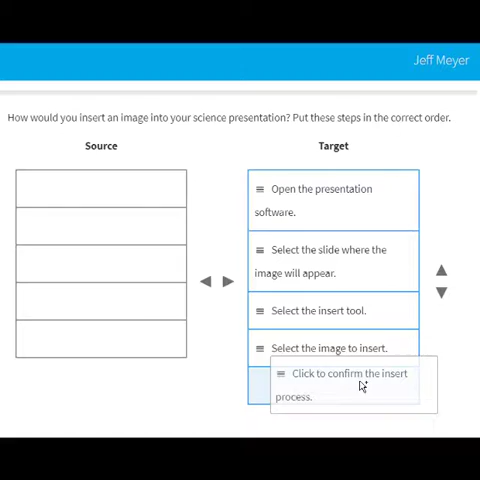 Jeff Meyer
How would you insert an image into your science presentation? Put these steps in the correct order.
Source
Target
Open the presentation
software.
Select the slide where the
image will appear.
Select the insert tool.
Select the image to insert.
Click to confirm the insert
process.